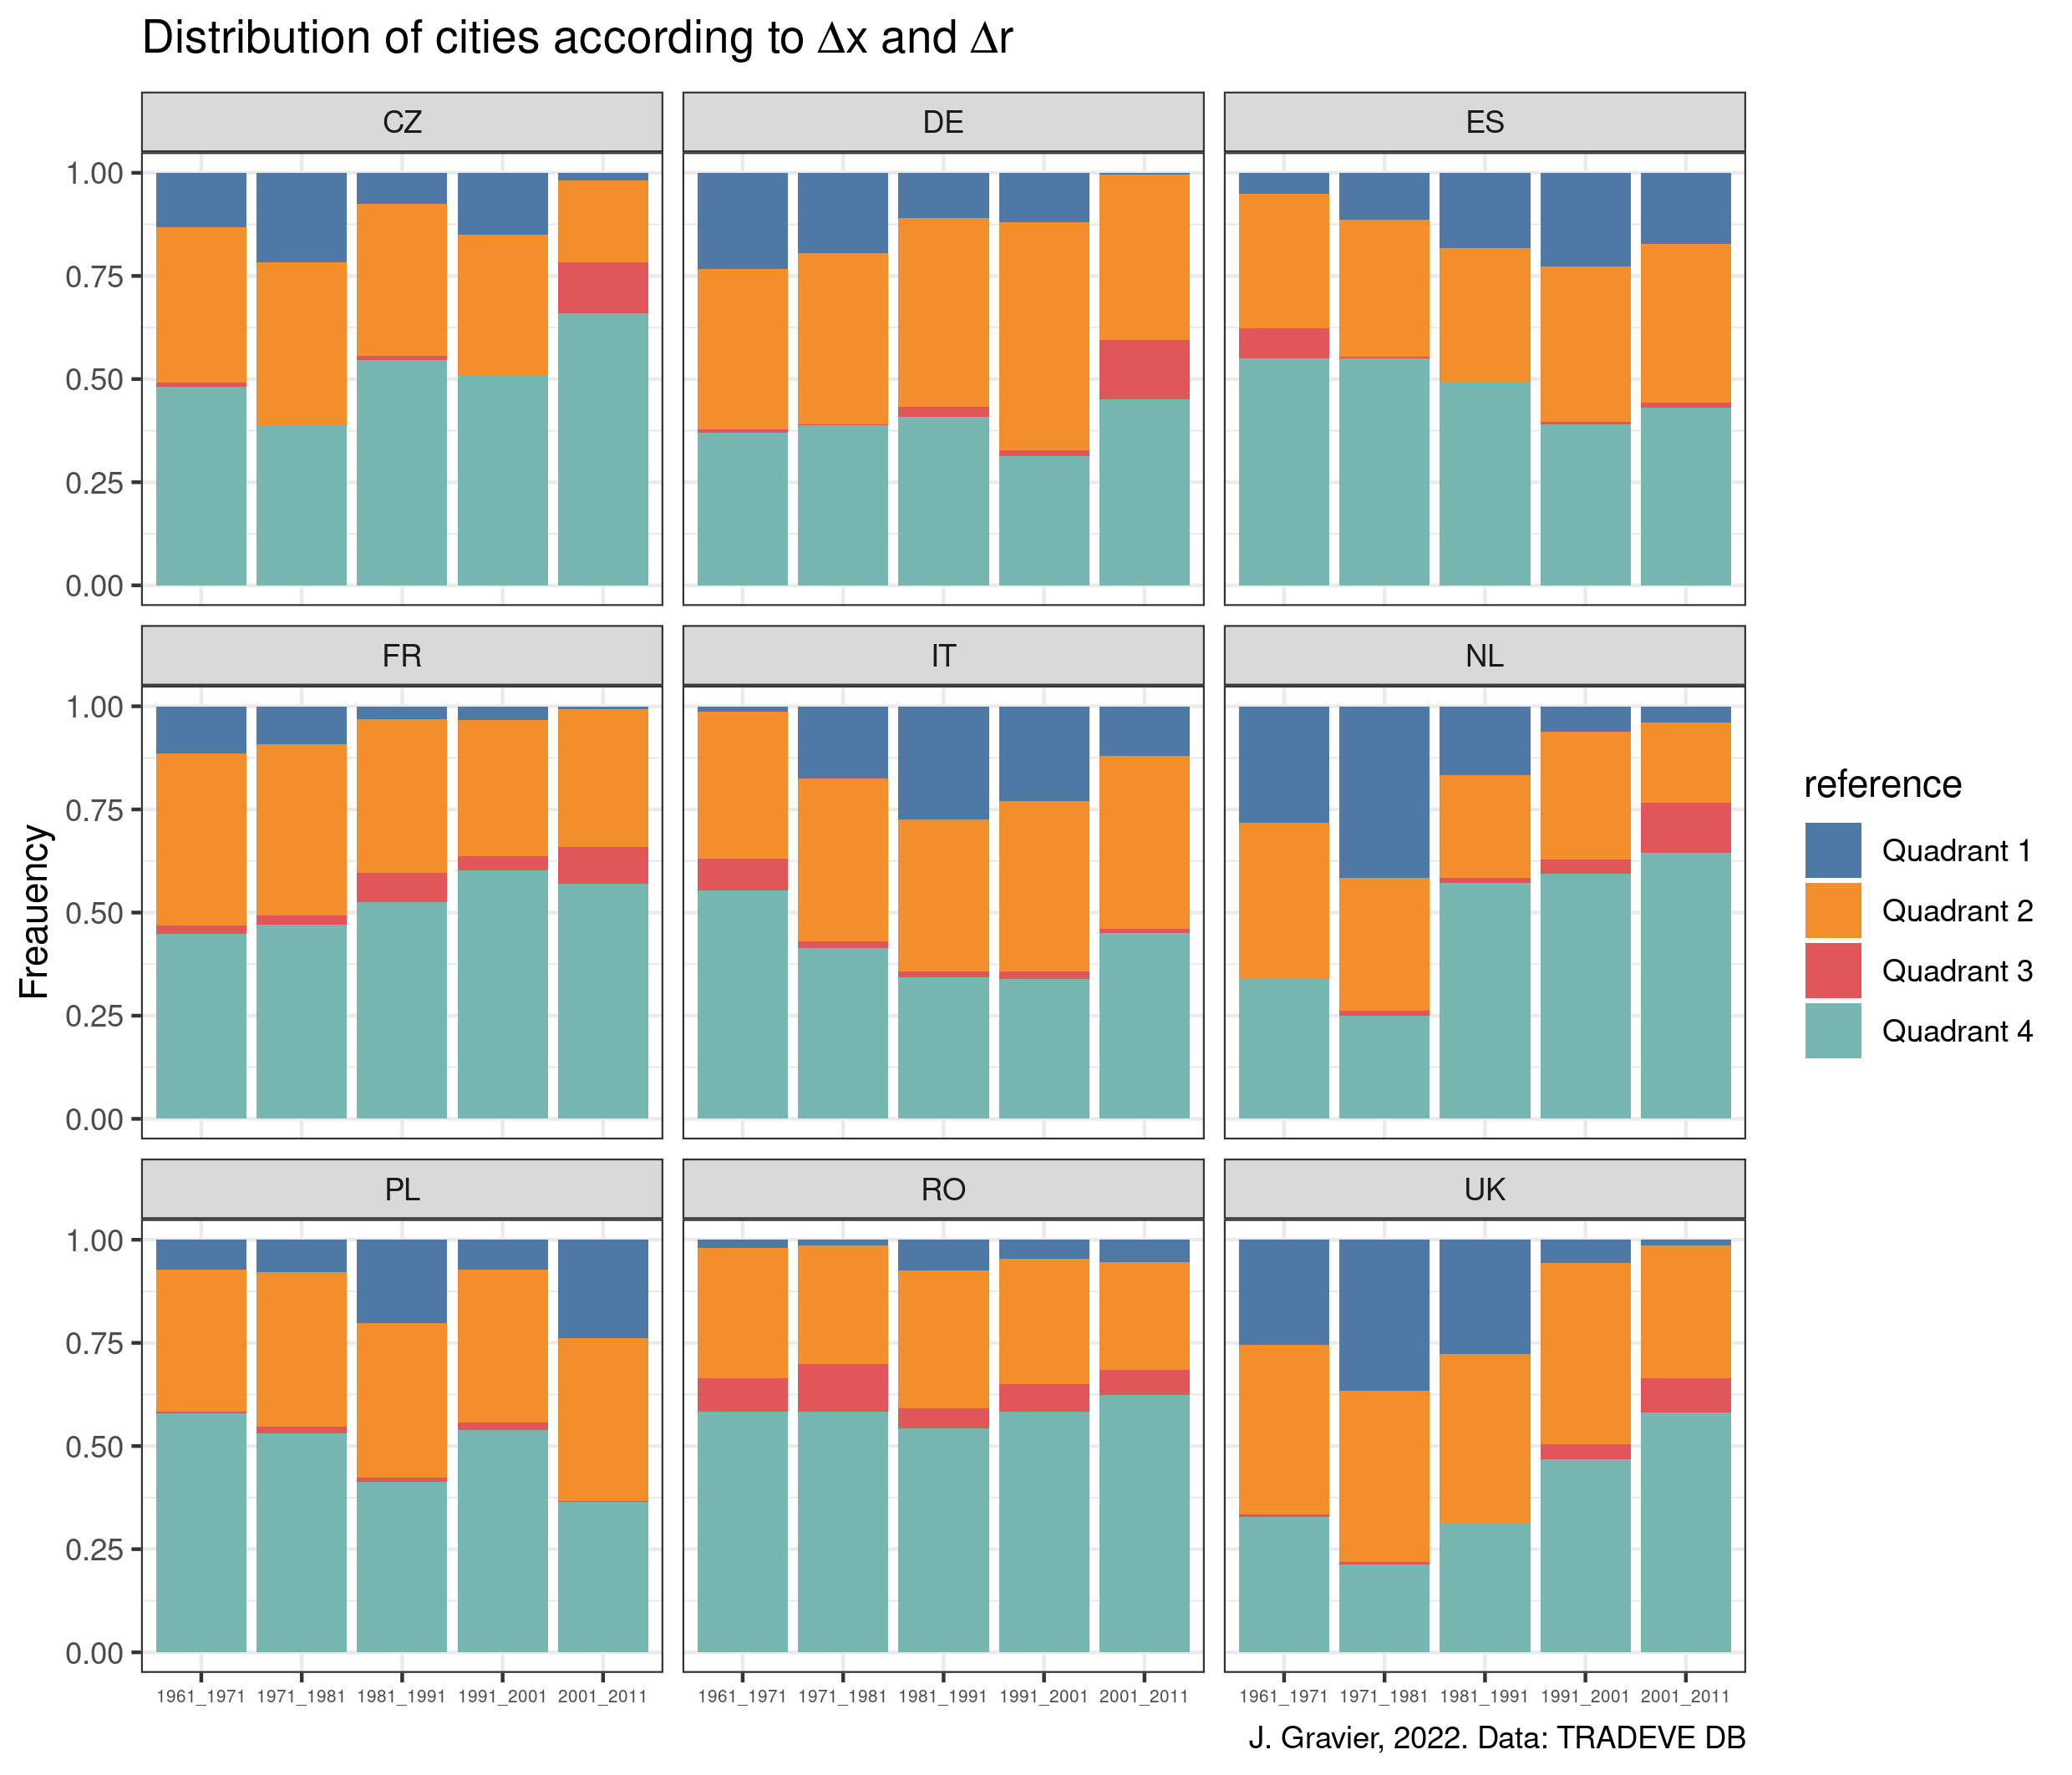 Distribution of cities according to Δx and Δr
CZ
DE
ES
1.00
0.75
0.50
0.25
0.00
FR
IT
NL
1.00
0.75
0.50
0.25
0.00
Freauency
reference
Quadrant 1
Quadrant 2
Quadrant 3
Quadrant 4
PL
RO
UK
1.00
0.75
0.50
0.25
0.00
1961_1971 1971_1981 1981_1991 1991_2001 2001_2011
1961_1971 1971_1981 1981_1991 1991_2001 2001_2011
1961_1971 1971_1981 1981_1991 1991_2001 2001_2011
J. Gravier, 2022. Data: TRADEVE DB